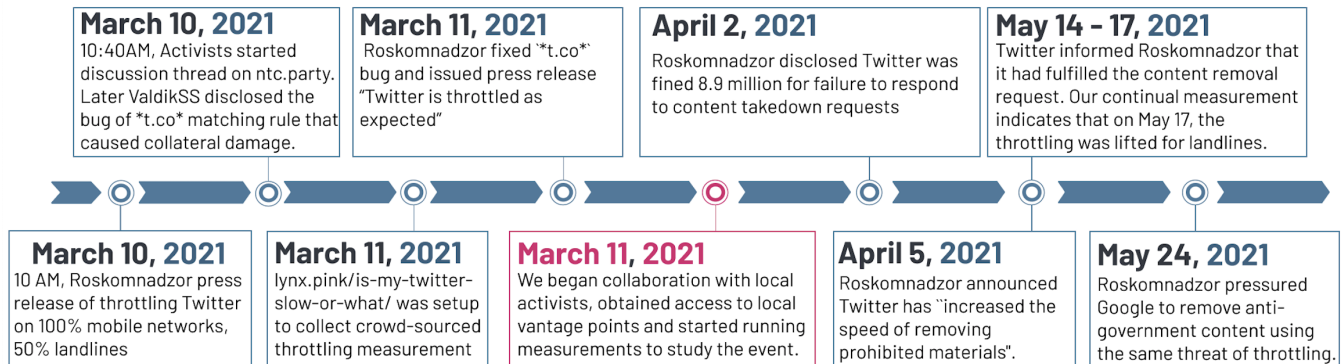 March 10, 2021
10:40AM, Activists started
discussion thread on ntc.party.
Later ValdikSS disclosed the
bug of *t.co* matching rule that
caused collateral damage.
March 11, 2021
Roskomnadzor fixed `*t.co*`
bug and issued press release
“Twitter is throttled as
expected”
April 2, 2021
Roskomnadzor disclosed Twitter was
fined 8.9 million for failure to respond
to content takedown requests
May 14 - 17, 2021
Twitter informed Roskomnadzor that
it had fulfilled the content removal
request. Our continual measurement
indicates that on May 17, the
throttling was lifted for landlines.
March 10, 2021
10 AM, Roskomnadzor press
release of throttling Twitter
on 100% mobile networks,
50% landlines
March 11, 2021
lynx.pink/is-my-twitter-
slow-or-what/ was setup
to collect crowd-sourced
throttling measurement
March 11, 2021
We began collaboration with local
activists, obtained access to local
vantage points and started running
measurements to study the event.
April 5, 2021
Roskomnadzor announced
Twitter has ``increased the
speed of removing
prohibited materials".
May 24, 2021
Roskomnadzor pressured
Google to remove anti-
government content using
the same threat of throttling.